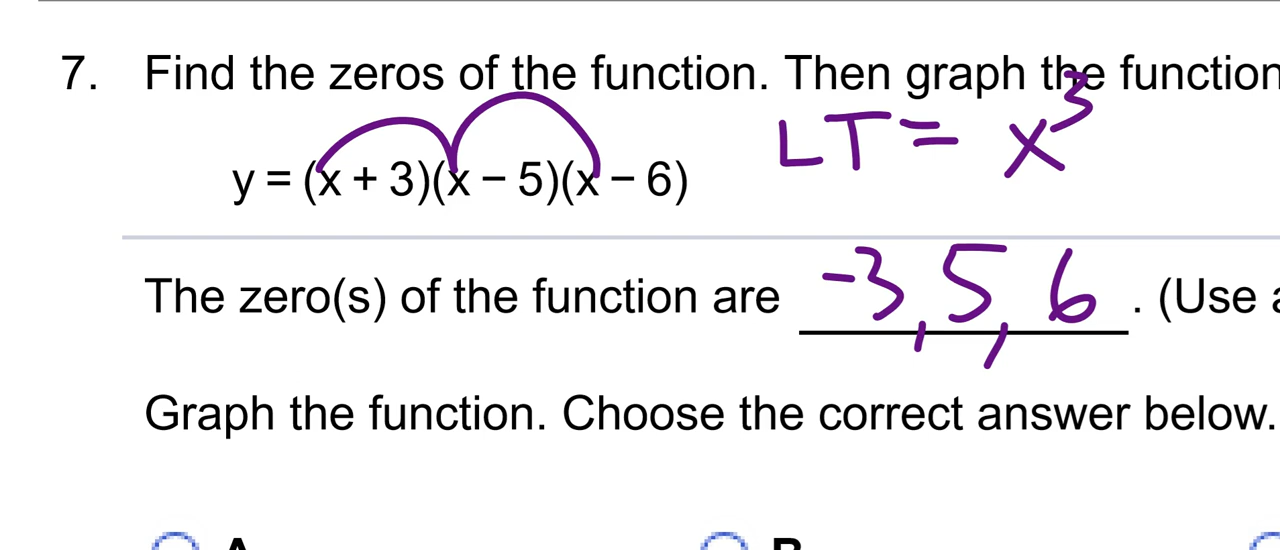 7. Find the zeros of the function. Then graph the function
LT = x³
y = (x + 3)(x − 5)(x − 6)
The zero(s) of the function are -3, 5, 6. (Use a
Graph the function. Choose the correct answer below.
A B